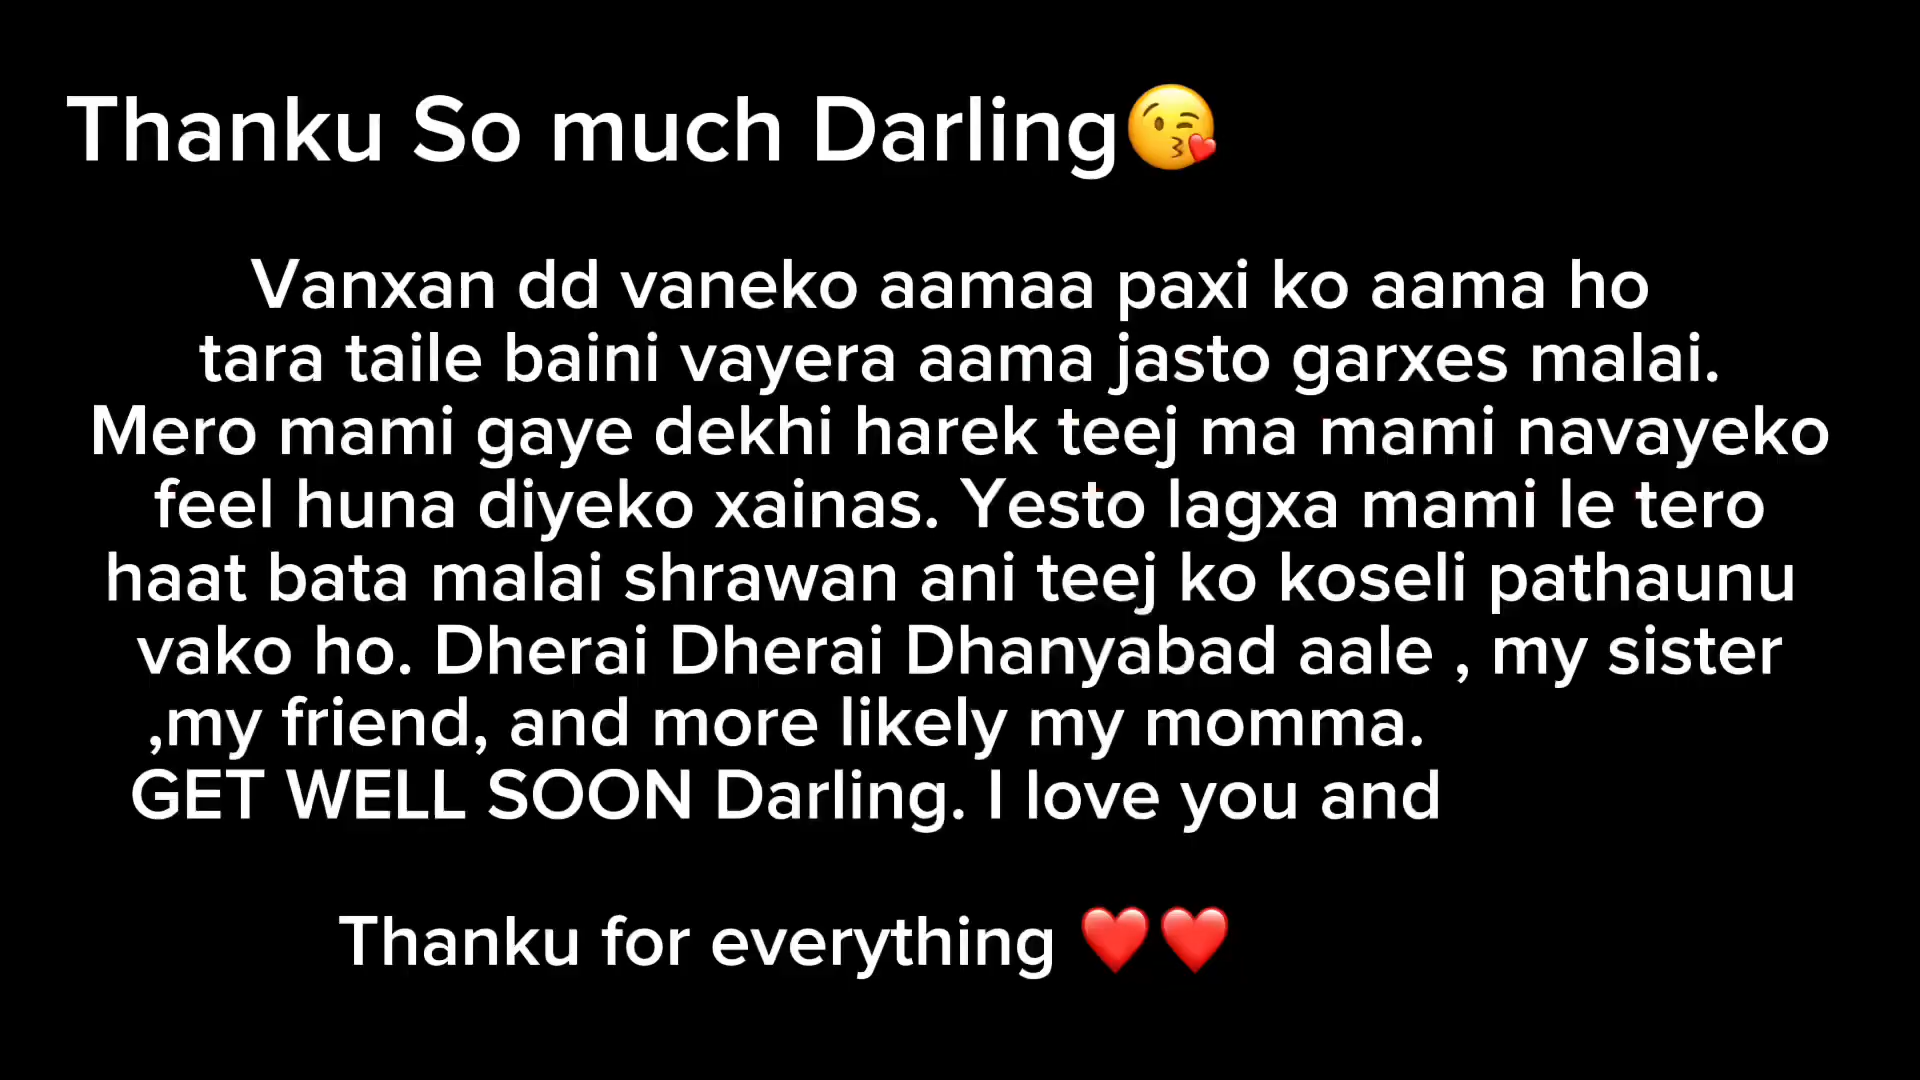 Thanku So much Darling😘
Vanxan dd vaneko aamaa paxi ko aama ho
tara taile baini vayera aama jasto garxes malai.
Mero mami gaye dekhi harek teej ma mami navayeko
feel huna diyeko xainas. Yesto lagxa mami le tero
haat bata malai shrawan ani teej ko koseli pathaunu
vako ho. Dherai Dherai Dhanyabad aale , my sister
,my friend, and more likely my momma.
GET WELL SOON Darling. I love you and
Thanku for everything ❤️❤️